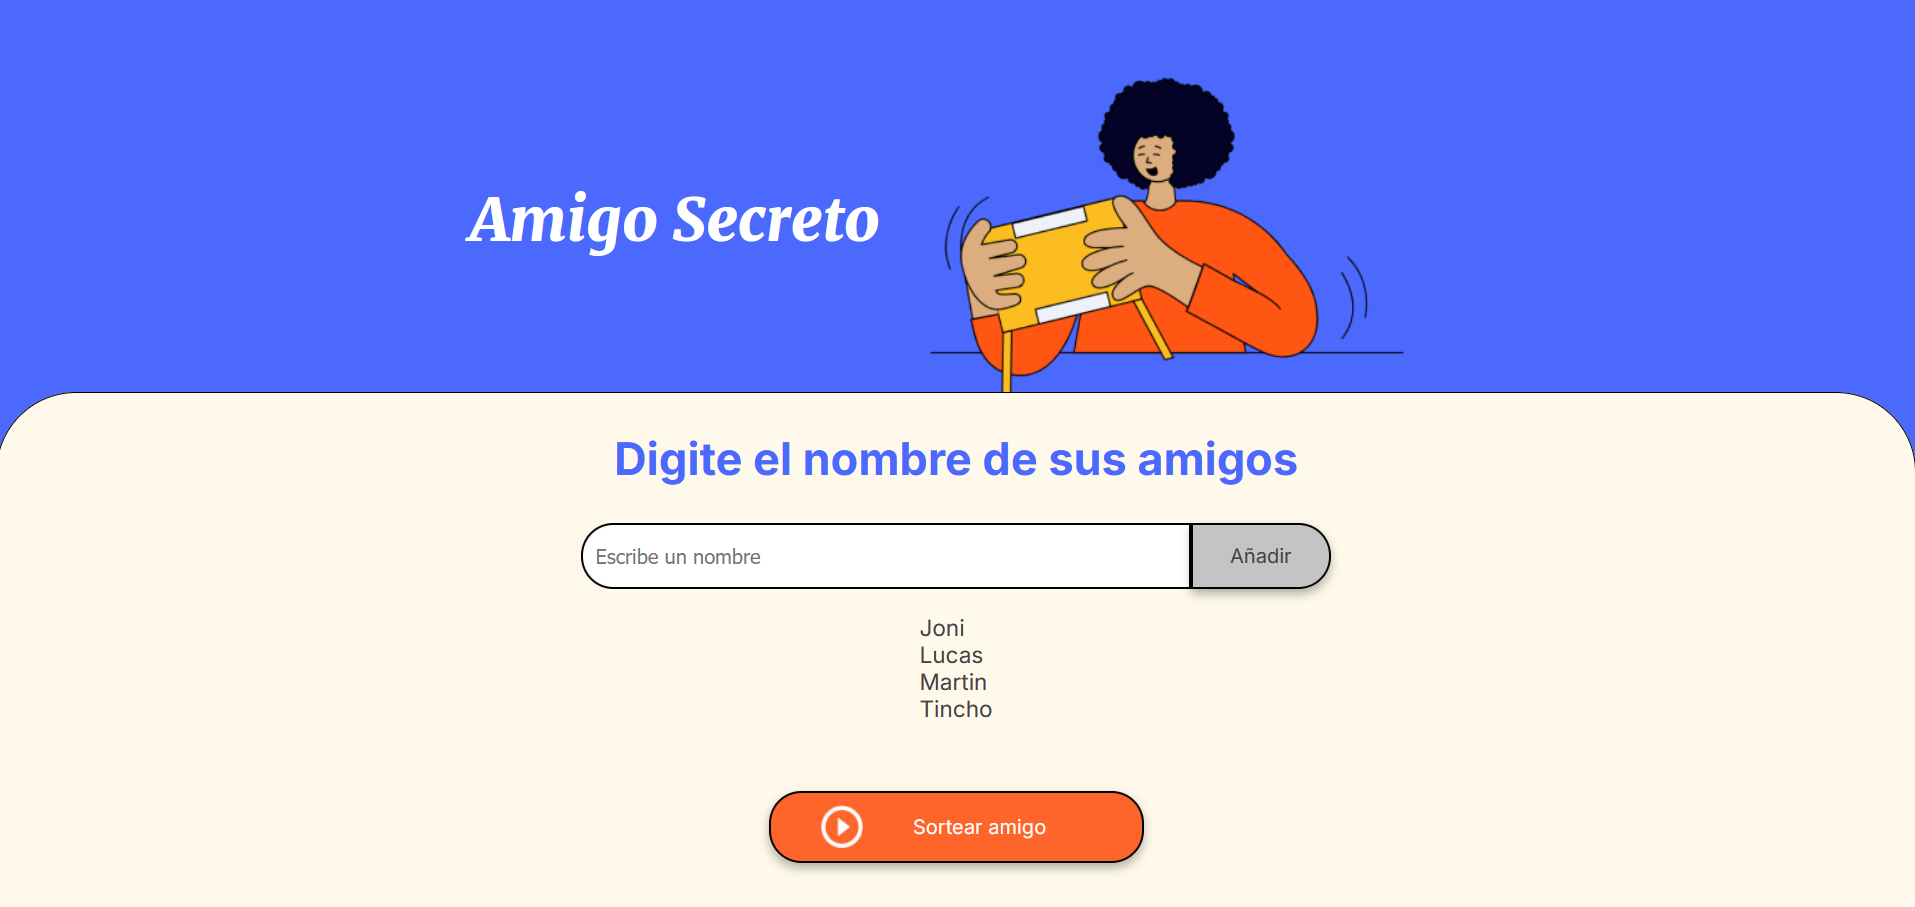 Amigo Secreto
Digite el nombre de sus amigos
Escribe un nombre
Añadir
Joni
Lucas
Martin
Tincho
Sortear amigo